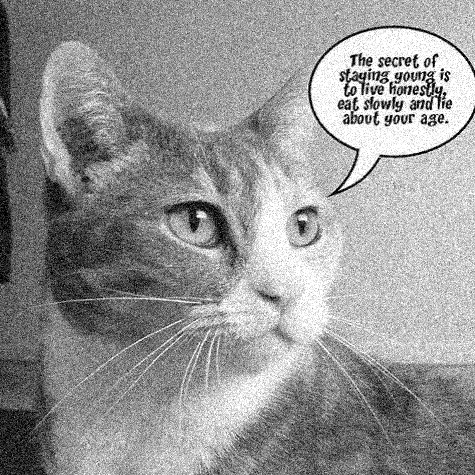 The secret of
staying young is
to live honestly,
eat slowly and lie
about your age.